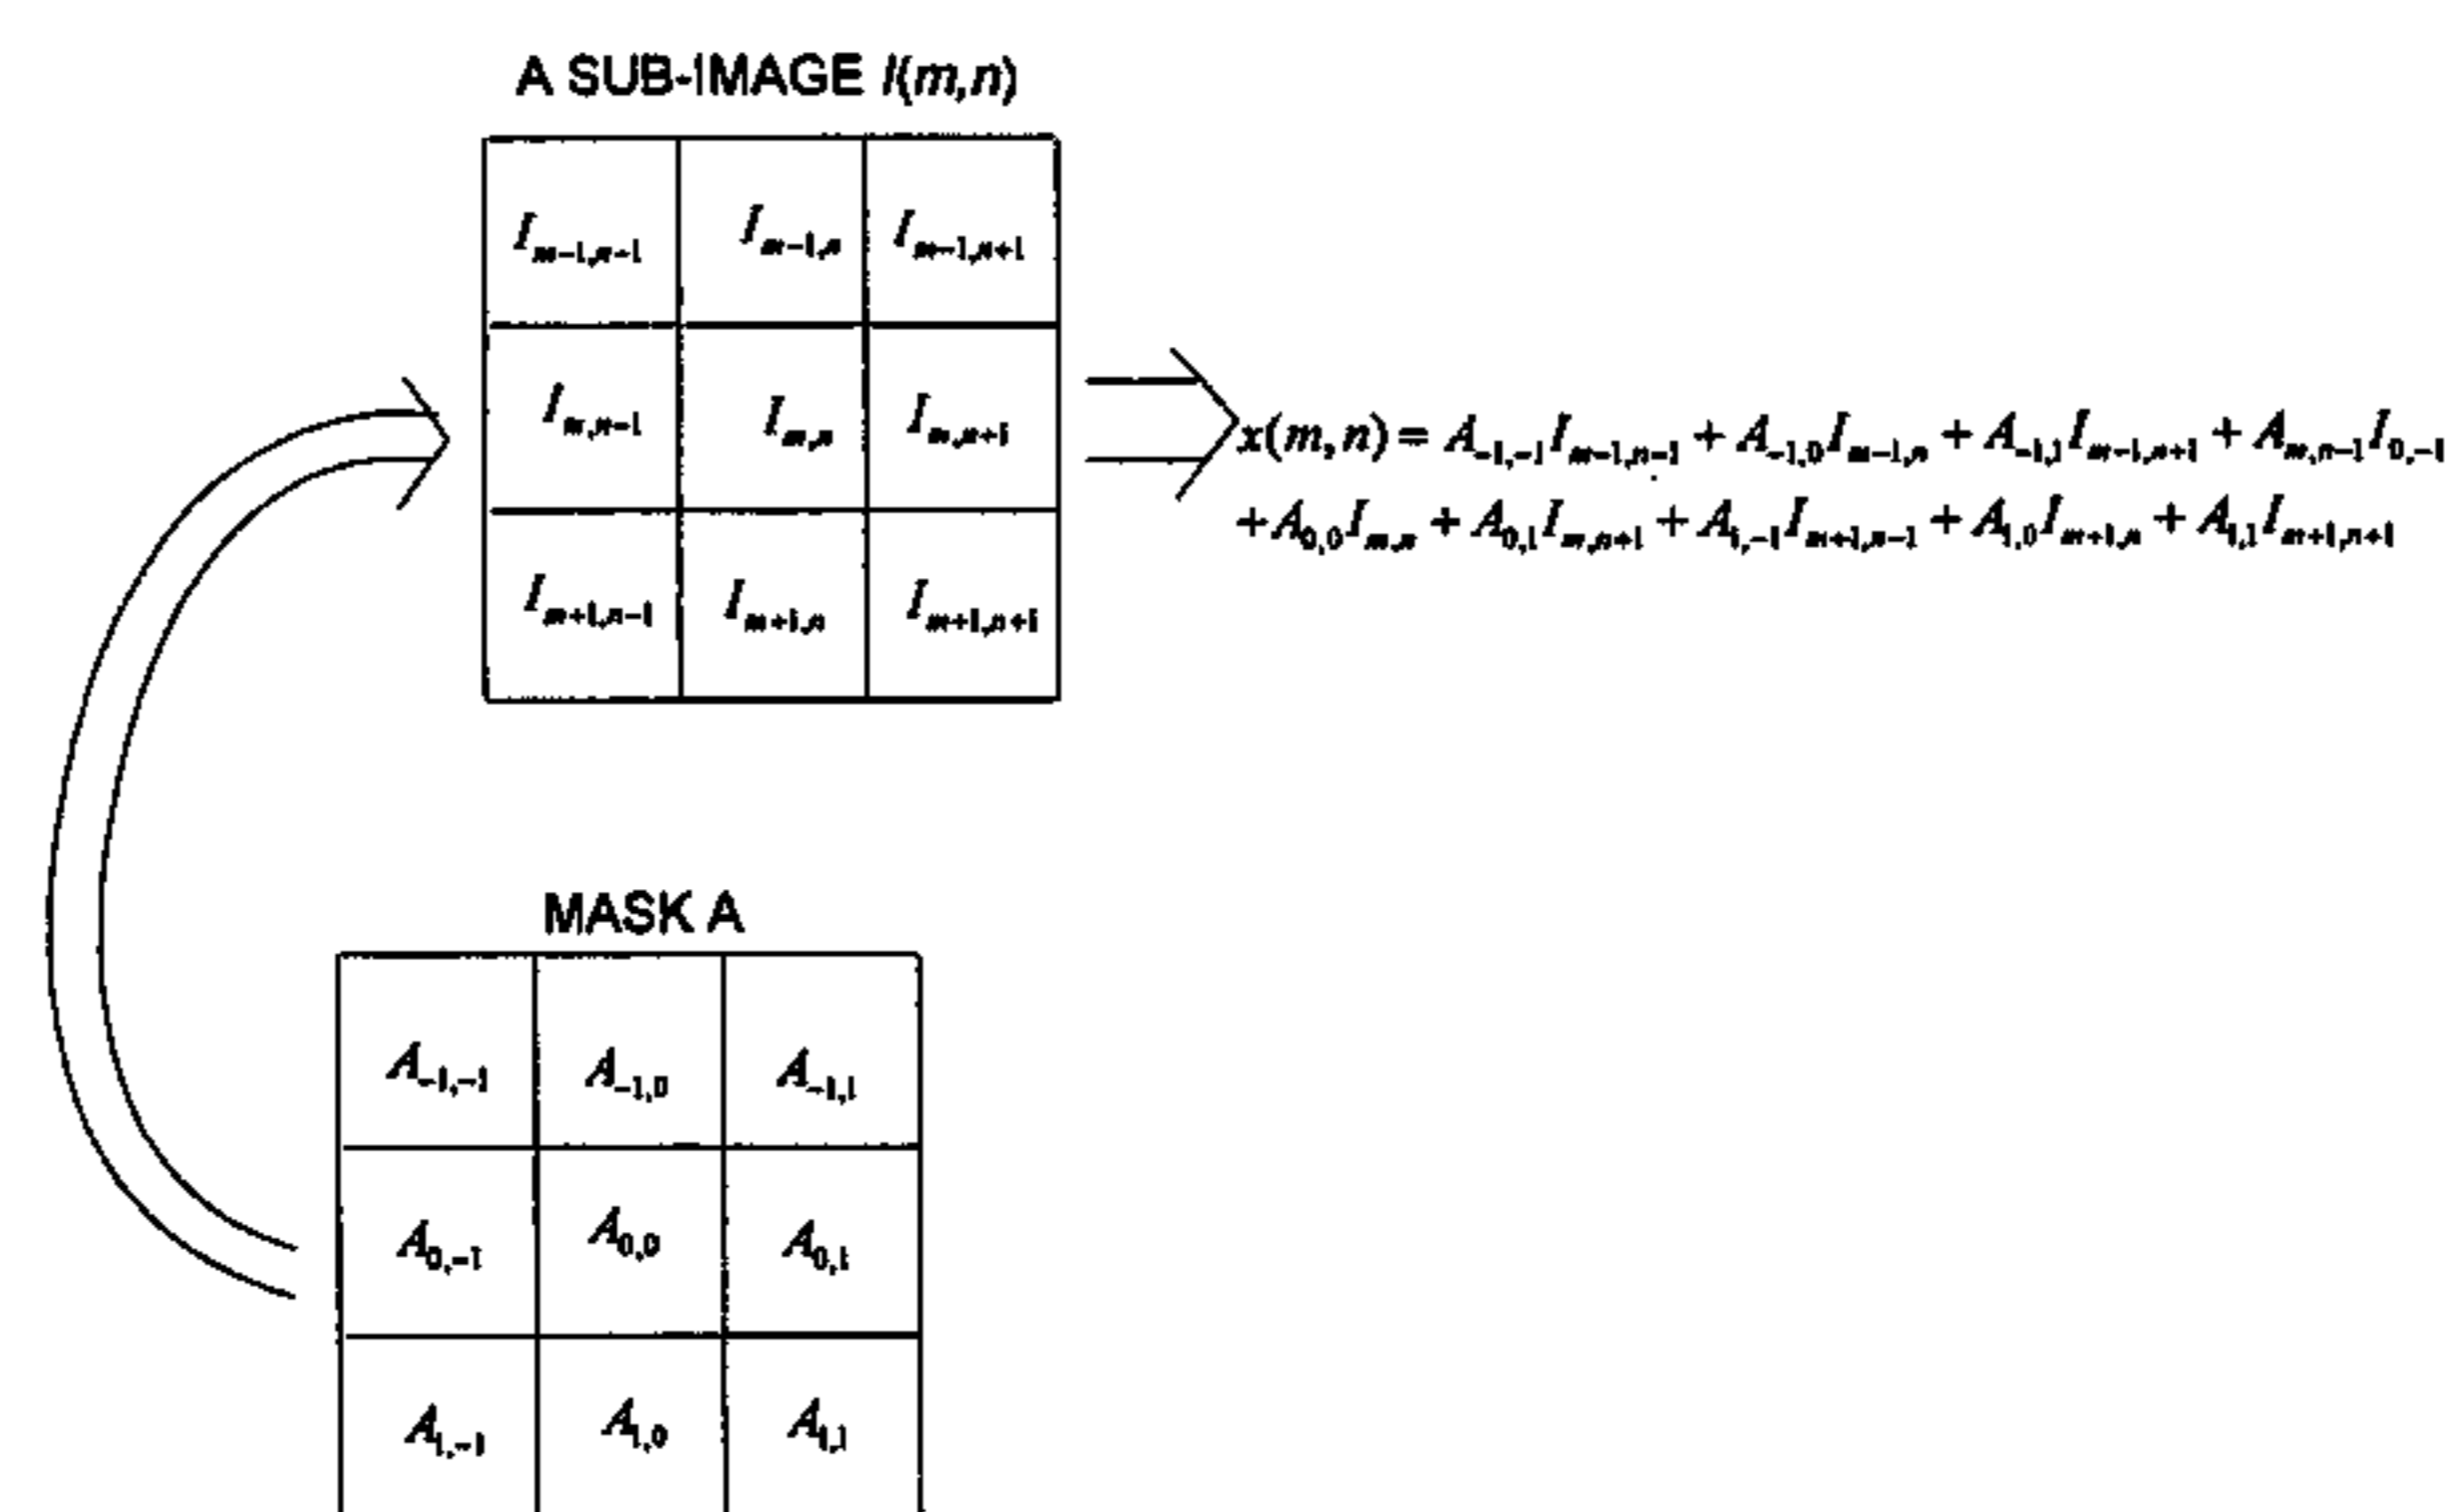 A SUB-IMAGE I(m,n)
I_{m-1,n-1} I_{m-1,n} I_{m-1,n+1}
I_{m,n-1} I_{m,n} I_{m,n+1}
I_{m+1,n-1} I_{m+1,n} I_{m+1,n+1}
x(m,n) = A_{-1,-1}I_{m-1,n-1} + A_{-1,0}I_{m-1,n} + A_{-1,1}I_{m-1,n+1} + A_{m,n-1}I_{0,-1}
+A_{0,0}I_{m,n} + A_{0,1}I_{m,n+1} + A_{1,-1}I_{m+1,n-1} + A_{1,0}I_{m+1,n} + A_{1,1}I_{m+1,n+1}
MASK A
A_{-1,-1} A_{-1,0} A_{-1,1}
A_{0,-1} A_{0,0} A_{0,1}
A_{1,-1} A_{1,0} A_{1,1}